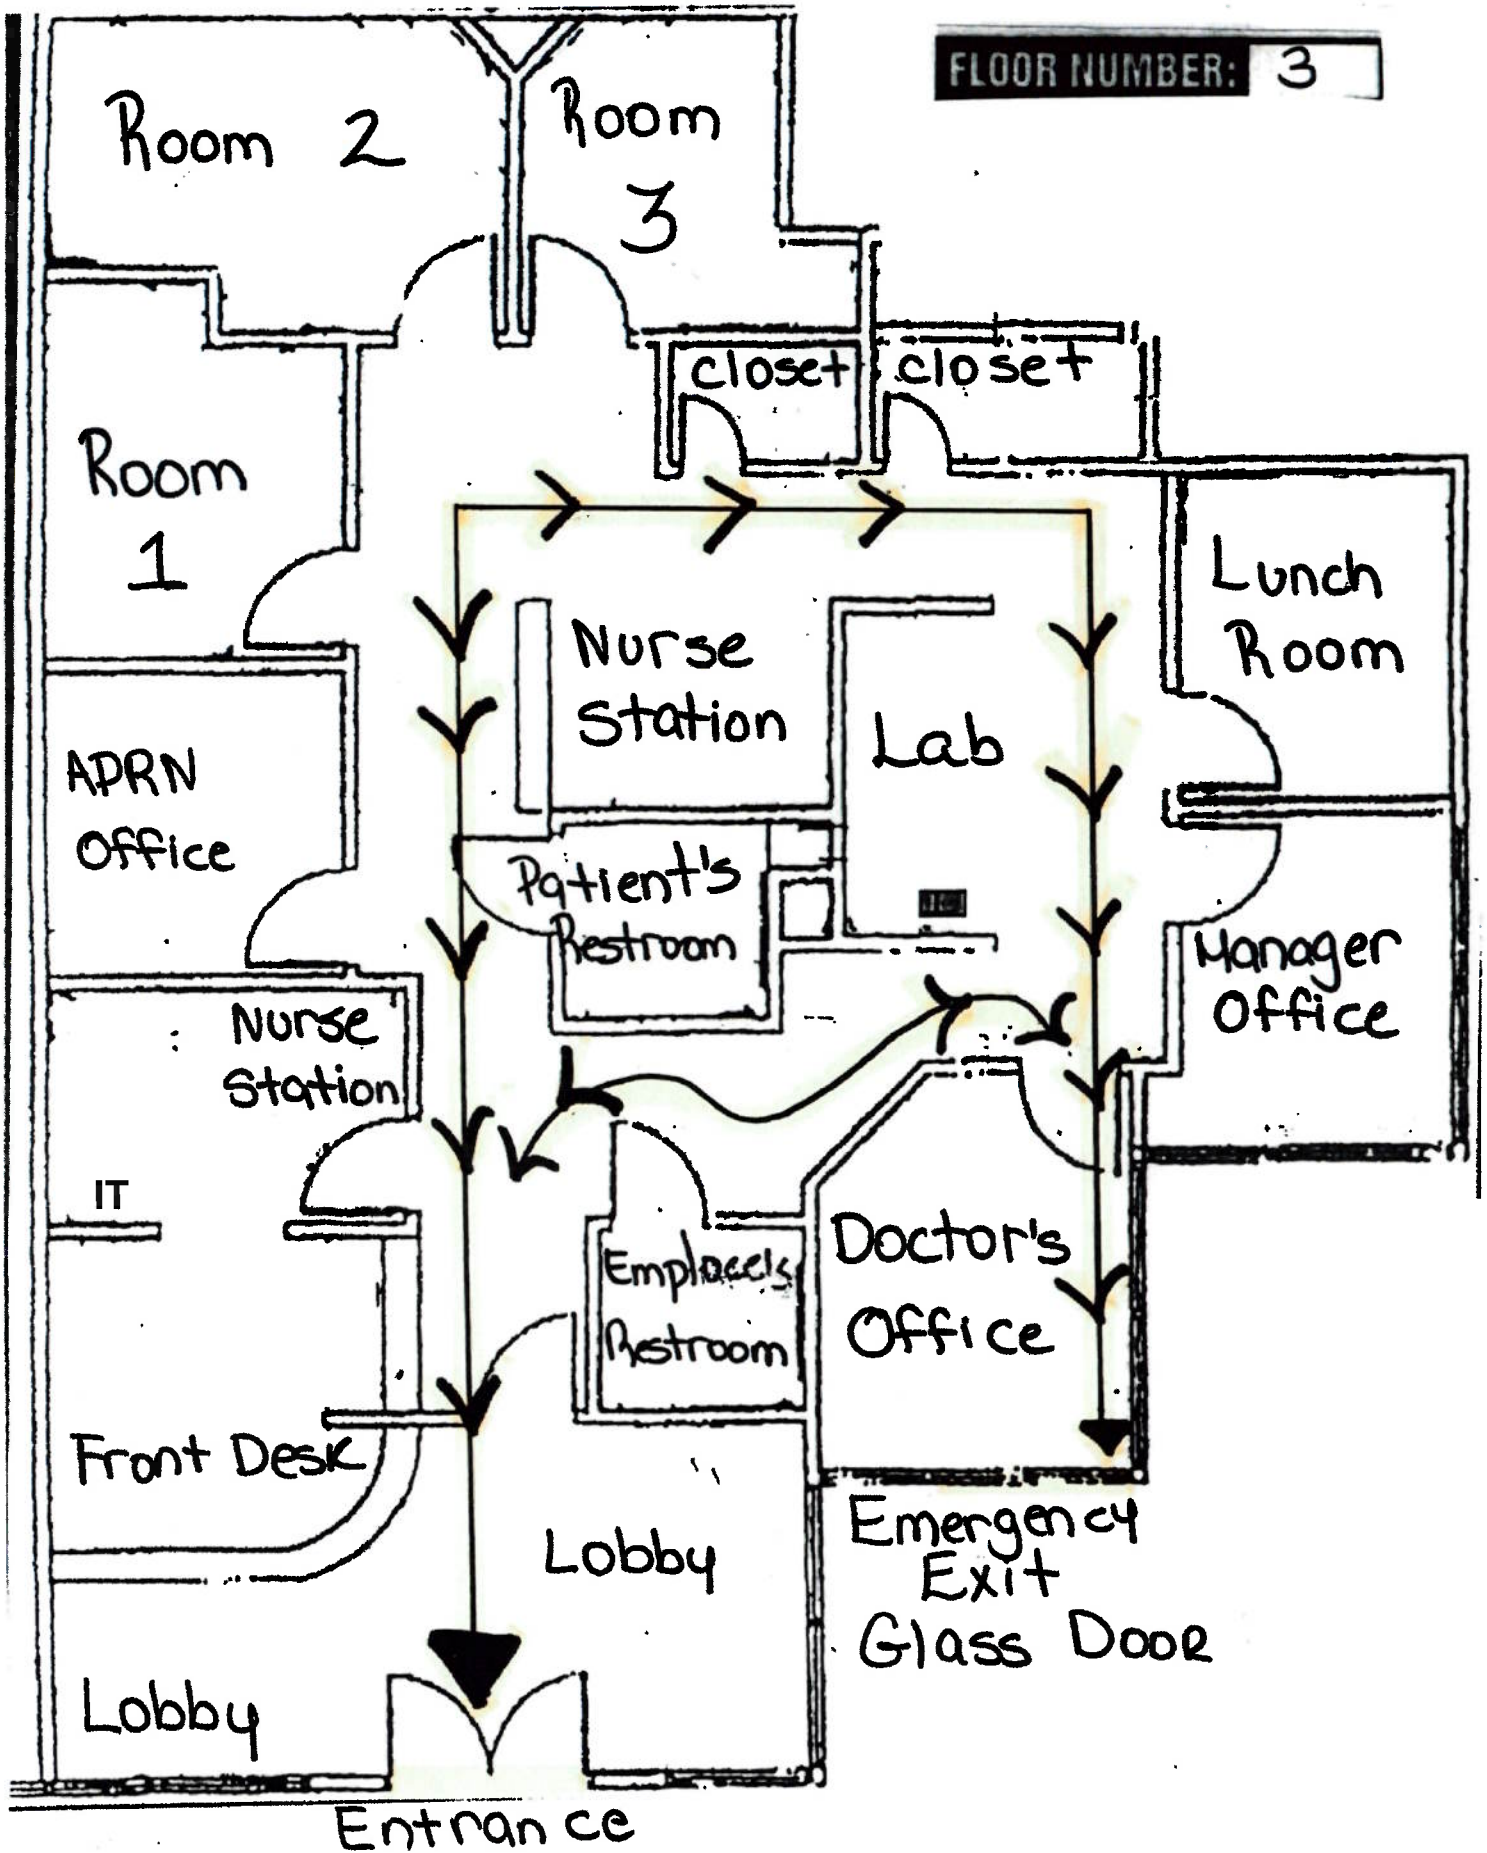 FLOOR NUMBER: 3
Room 2
Room
3
closet
closet
Room
1
Lunch
Room
Nurse
Station
Lab
APRN
Office
Patient's
Restroom
Manager
Office
Nurse
Station
IT
Doctor's
Office
Restroom
Front Desk
Lobby
Emergency
Exit
Glass Door
Lobby
Entrance